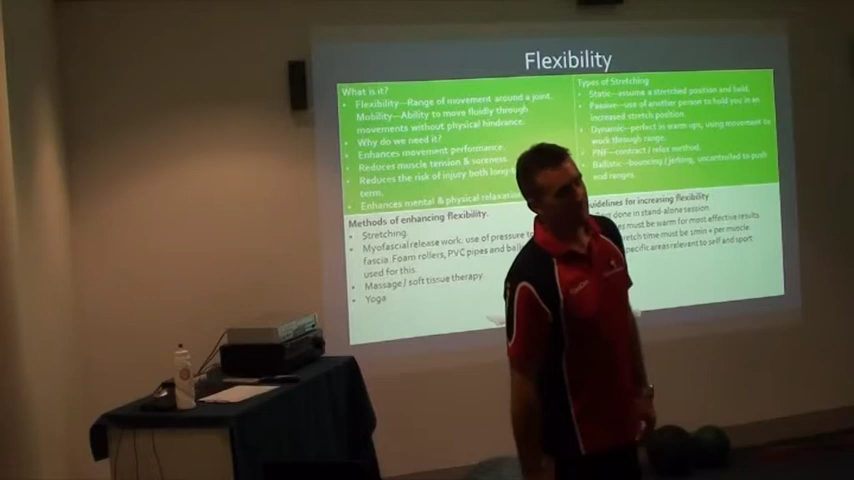 Flexibility
What is it?
• Flexibility—Range of movement around a joint.
Mobility—Ability to move fluidly through
movements without physical hindrance.
• Why do we need it?
• Enhances movement performance.
• Reduces muscle tension & soreness.
• Reduces the risk of injury both long
term.
• Enhances mental & physical relaxation
Types of Stretching
• Static—assume a stretched position and hold.
• Passive—use of another person to hold you in an
increased stretch position.
• Dynamic—perfect in warm ups, using movement to
work through range.
• PNF—contract / relax method.
• Ballistic—bouncing / jerking, uncontrolled to push
end ranges.
Methods of enhancing flexibility.
• Stretching.
• Myofascial release work: use of pressure
fascia. Foam rollers, PVC pipes and
used for this.
• Massage / soft tissue therapy
• Yoga
uidelines for increasing flexibility
done in stand-alone session.
must be warm for most effective results
stretch time must be 1min + per muscle.
specific areas relevant to self and sport